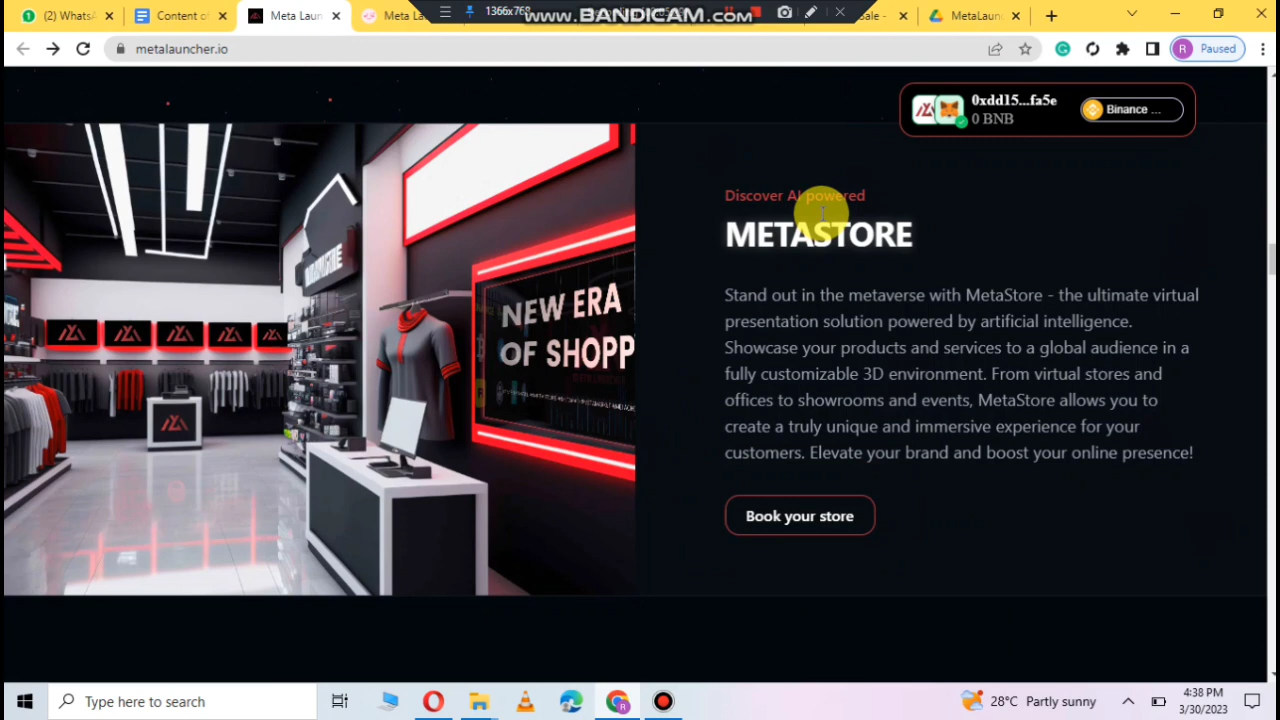 (2) WhatsA
Content of
Meta Laun
Meta La
1366x768
www.BANDICAM.com
Sale -
MetaLaun
metalauncher.io
R
Paused
0xdd15...fa5e
0 BNB
Binance ...
Discover AI powered
METASTORE
NEW ERA
OF SHOPP
Stand out in the metaverse with MetaStore - the ultimate virtual
presentation solution powered by artificial intelligence.
Showcase your products and services to a global audience in a
fully customizable 3D environment. From virtual stores and
offices to showrooms and events, MetaStore allows you to
create a truly unique and immersive experience for your
customers. Elevate your brand and boost your online presence!
Book your store
Type here to search
28°C Partly sunny
4:38 PM
3/30/2023